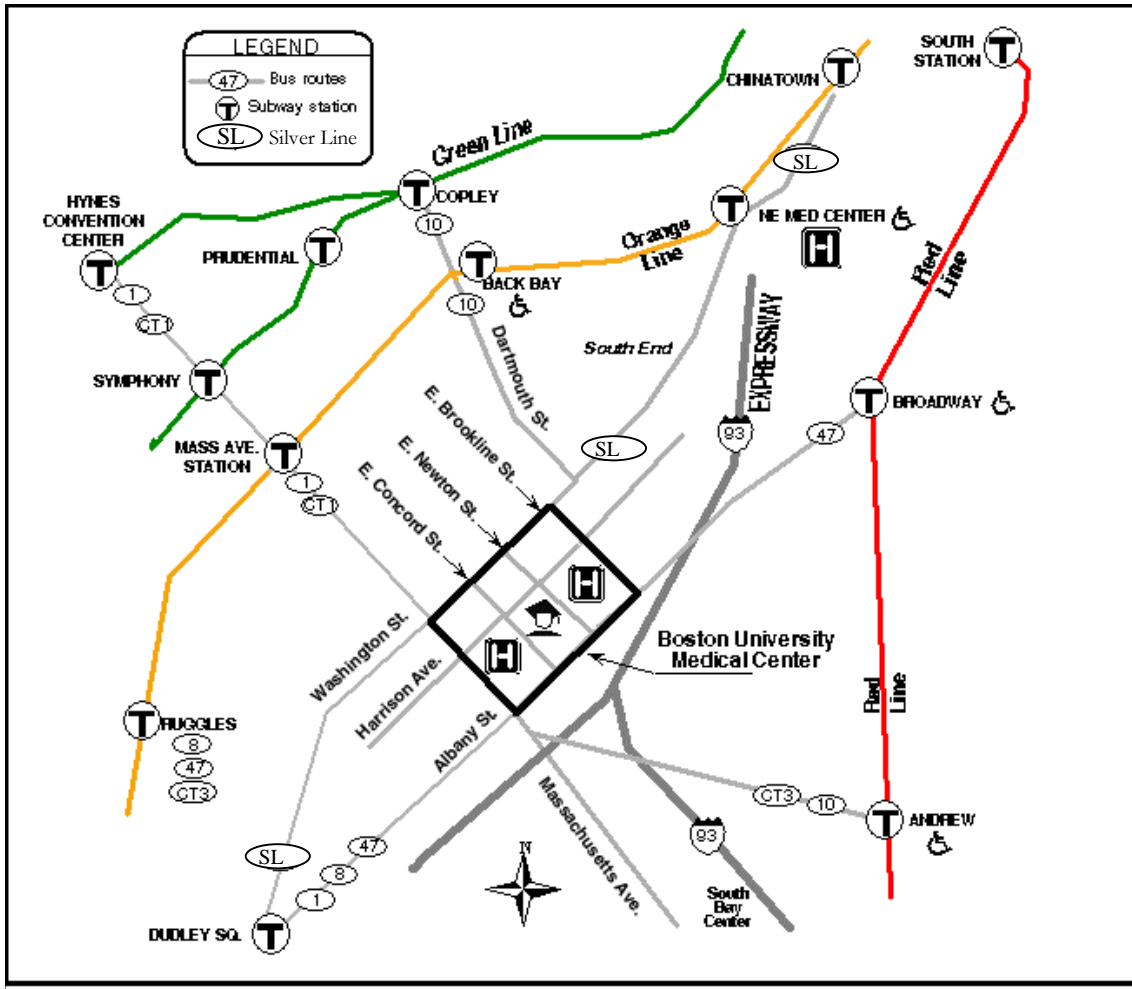 LEGEND
47 Bus routes
T Subway station
SL Silver Line
SOUTH
STATION
T
CHINATOWN
T
Green Line
SL
HYNES
CONVENTION
CENTER
T
T
COPLEY
10
T
NE MED CENTER
H
PRUDENTIAL
T
Orange
Line
Red
Line
T
BACK BAY
10
1
CT1
EXPRESSWAY
Dartmouth St.
South End
SYMPHONY
T
T
BROADWAY
47
93
E. Brookline St.
SL
MASS AVE.
STATION
T
E. Newton St.
1
CT1
E. Concord St.
H
H
Boston University
Medical Center
Washington St.
Harrison Ave.
Albany St.
Red
Line
T
RUGGLES
8
47
CT3
CT3
10
T
ANDREW
Massachusetts Ave.
93
SL
47
8
1
N
South
Bay
Center
DUDLEY SQ.
T